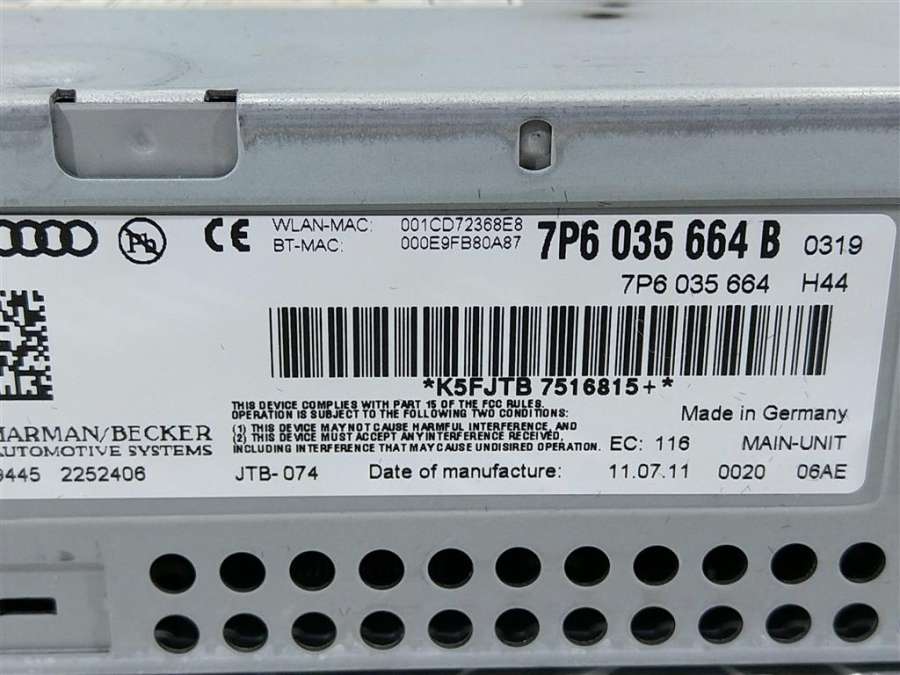 Pb
CE
WLAN-MAC: 001CD72368E8
BT-MAC: 000E9FB80A87
7P6 035 664 B 0319
7P6 035 664 H44
*K5FJTB 7516815+*
THIS DEVICE COMPLIES WITH PART 15 OF THE FCC RULES.
OPERATION IS SUBJECT TO THE FOLLOWING TWO CONDITIONS:
(1) THIS DEVICE MAY NOT CAUSE HARMFUL INTERFERENCE, AND
(2) THIS DEVICE MUST ACCEPT ANY INTERFERENCE RECEIVED,
INCLUDING INTERFERENCE THAT MAY CAUSE UNDISIRED OPERATION.
Made in Germany
HARMAN/BECKER
AUTOMOTIVE SYSTEMS
EC: 116 MAIN-UNIT
9445 2252406 JTB-074 Date of manufacture: 11.07.11 0020 06AE